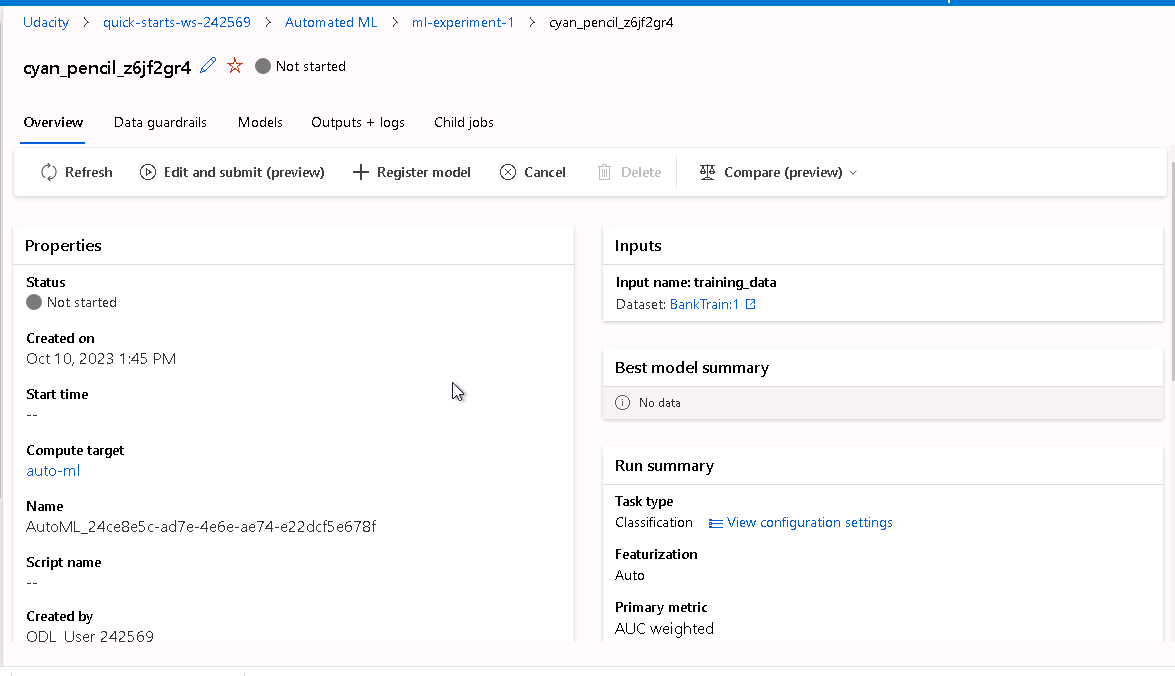 Udacity > quick-starts-ws-242569 > Automated ML > ml-experiment-1 > cyan_pencil_z6jf2gr4
cyan_pencil_z6jf2gr4 Not started
Overview Data guardrails Models Outputs + logs Child jobs
Refresh Edit and submit (preview) Register model Cancel Delete Compare (preview)
Properties
Status
Not started
Created on
Oct 10, 2023 1:45 PM
Start time
--
Compute target
auto-ml
Name
AutoML_24ce8e5c-ad7e-4e6e-ae74-e22dcf5e678f
Script name
--
Created by
ODL_User 242569
Inputs
Input name: training_data
Dataset: BankTrain:1
Best model summary
No data
Run summary
Task type
Classification View configuration settings
Featurization
Auto
Primary metric
AUC weighted